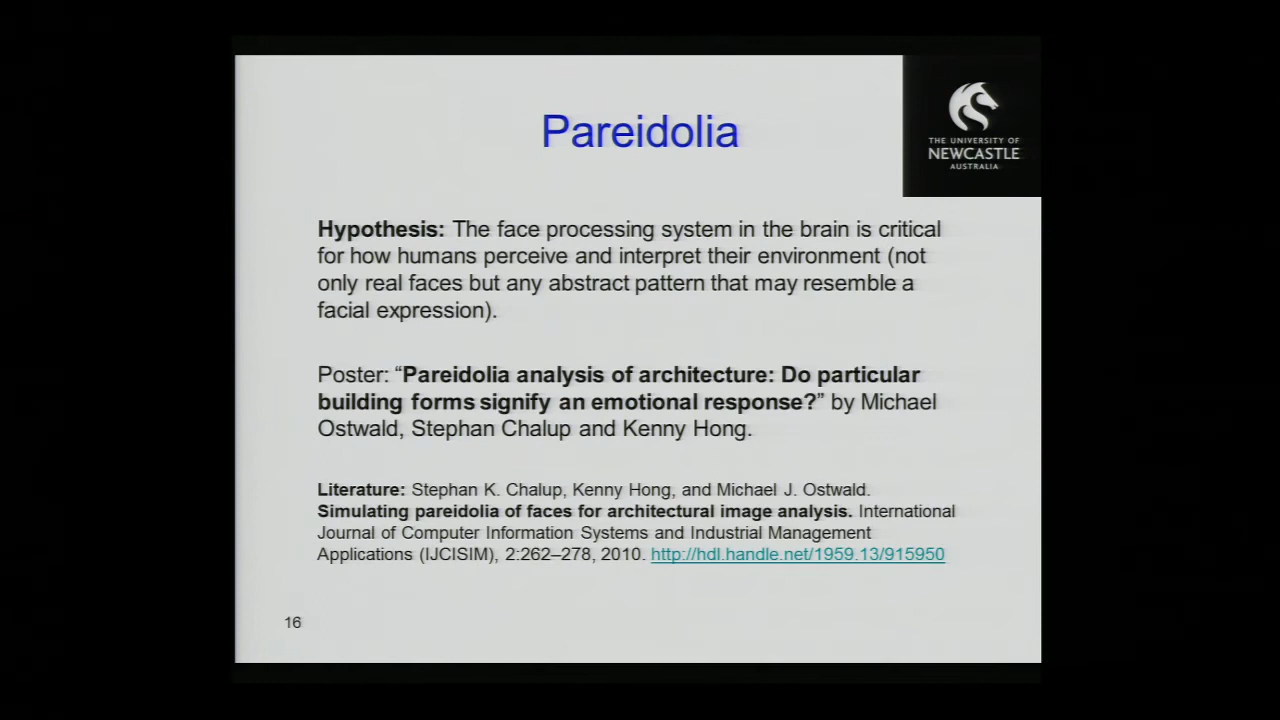 Pareidolia
THE UNIVERSITY OF
NEWCASTLE
AUSTRALIA
Hypothesis: The face processing system in the brain is critical
for how humans perceive and interpret their environment (not
only real faces but any abstract pattern that may resemble a
facial expression).
Poster: “Pareidolia analysis of architecture: Do particular
building forms signify an emotional response?” by Michael
Ostwald, Stephan Chalup and Kenny Hong.
Literature: Stephan K. Chalup, Kenny Hong, and Michael J. Ostwald.
Simulating pareidolia of faces for architectural image analysis. International
Journal of Computer Information Systems and Industrial Management
Applications (IJCISIM), 2:262–278, 2010. http://hdl.handle.net/1959.13/915950
16